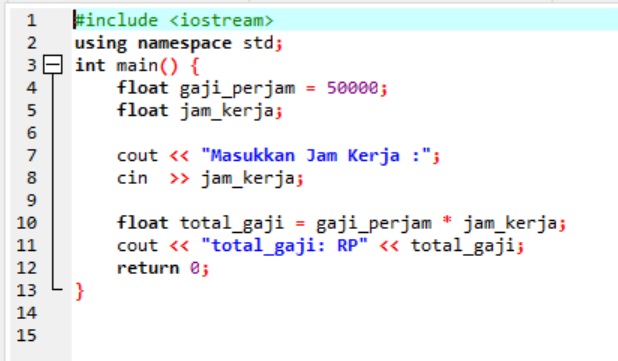 1 #include <iostream>
2 using namespace std;
3 int main() {
4 float gaji_perjam = 50000;
5 float jam_kerja;
6
7 cout << "Masukkan Jam Kerja :";
8 cin  >> jam_kerja;
9
10 float total_gaji = gaji_perjam * jam_kerja;
11 cout << "total_gaji: RP" << total_gaji;
12 return 0;
13 }
14
15